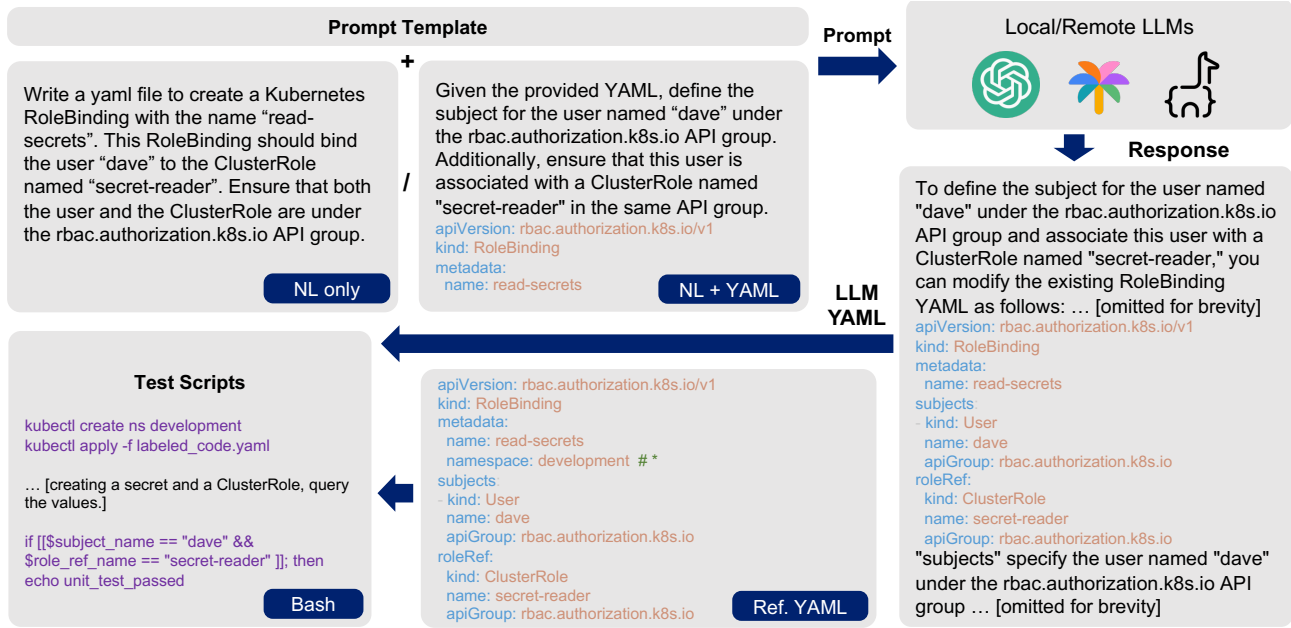 Prompt Template
+
Write a yaml file to create a Kubernetes
RoleBinding with the name “read-
secrets”. This RoleBinding should bind
the user “dave” to the ClusterRole
named “secret-reader”. Ensure that both
the user and the ClusterRole are under
the rbac.authorization.k8s.io API group.
NL only
/
Given the provided YAML, define the
subject for the user named “dave” under
the rbac.authorization.k8s.io API group.
Additionally, ensure that this user is
associated with a ClusterRole named
"secret-reader" in the same API group.
apiVersion: rbac.authorization.k8s.io/v1
kind: RoleBinding
metadata:
name: read-secrets
NL + YAML
Prompt
Local/Remote LLMs
Response
To define the subject for the user named
"dave" under the rbac.authorization.k8s.io
API group and associate this user with a
ClusterRole named "secret-reader," you
can modify the existing RoleBinding
YAML as follows: … [omitted for brevity]
apiVersion: rbac.authorization.k8s.io/v1
kind: RoleBinding
metadata:
name: read-secrets
subjects:
- kind: User
name: dave
apiGroup: rbac.authorization.k8s.io
roleRef:
kind: ClusterRole
name: secret-reader
apiGroup: rbac.authorization.k8s.io
"subjects" specify the user named "dave"
under the rbac.authorization.k8s.io API
group … [omitted for brevity]
LLM
YAML
Test Scripts
kubectl create ns development
kubectl apply -f labeled_code.yaml
… [creating a secret and a ClusterRole, query
the values.]
if [[$subject_name == "dave" &&
$role_ref_name == "secret-reader" ]]; then
echo unit_test_passed
Bash
apiVersion: rbac.authorization.k8s.io/v1
kind: RoleBinding
metadata:
name: read-secrets
namespace: development # *
subjects:
- kind: User
name: dave
apiGroup: rbac.authorization.k8s.io
roleRef:
kind: ClusterRole
name: secret-reader
apiGroup: rbac.authorization.k8s.io
Ref. YAML